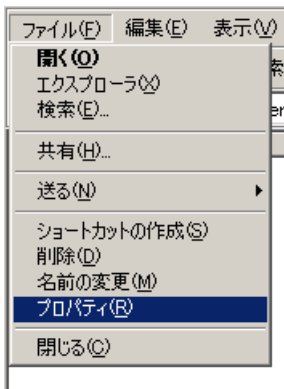 ファイル(F) 編集(E) 表示(V)
開く(O)
エクスプローラ(X)
検索(E)...
共有(H)...
送る(N)
ショートカットの作成(S)
削除(D)
名前の変更(M)
プロパティ(R)
閉じる(C)
索
er